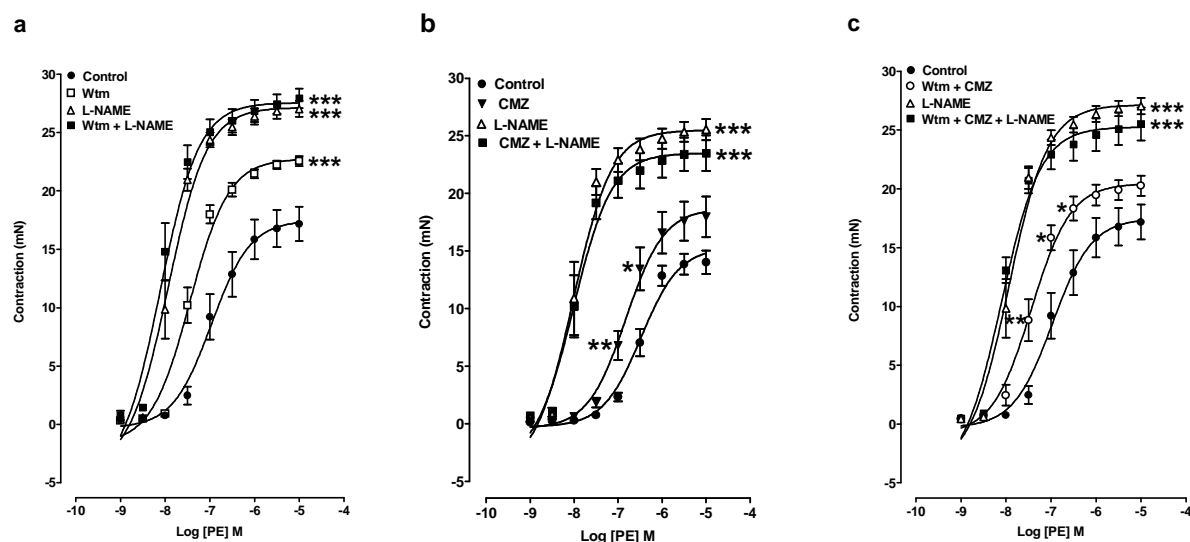 a
Control
Wtm
L-NAME
Wtm + L-NAME
30
25
20
15
10
5
0
-5
***
***
***
Contraction (mN)
-10 -9 -8 -7 -6 -5 -4
Log [PE] M
b
Control
CMZ
L-NAME
CMZ + L-NAME
30
25
20
15
10
5
0
-5
***
***
*
**
Contraction (mN)
-10 -9 -8 -7 -6 -5 -4
Log [PE] M
c
Control
Wtm + CMZ
L-NAME
Wtm + CMZ + L-NAME
30
25
20
15
10
5
0
-5
***
***
*
*
**
Contraction (mN)
-10 -9 -8 -7 -6 -5 -4
Log [PE] M